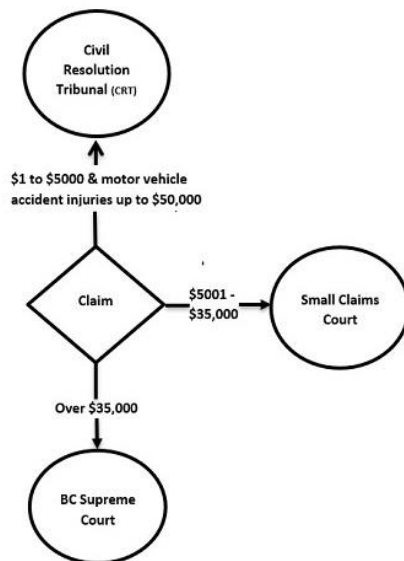 Civil
Resolution
Tribunal (CRT)
$1 to $5000 & motor vehicle
accident injuries up to $50,000
Claim
$5001 -
$35,000
Small Claims
Court
Over $35,000
BC Supreme
Court